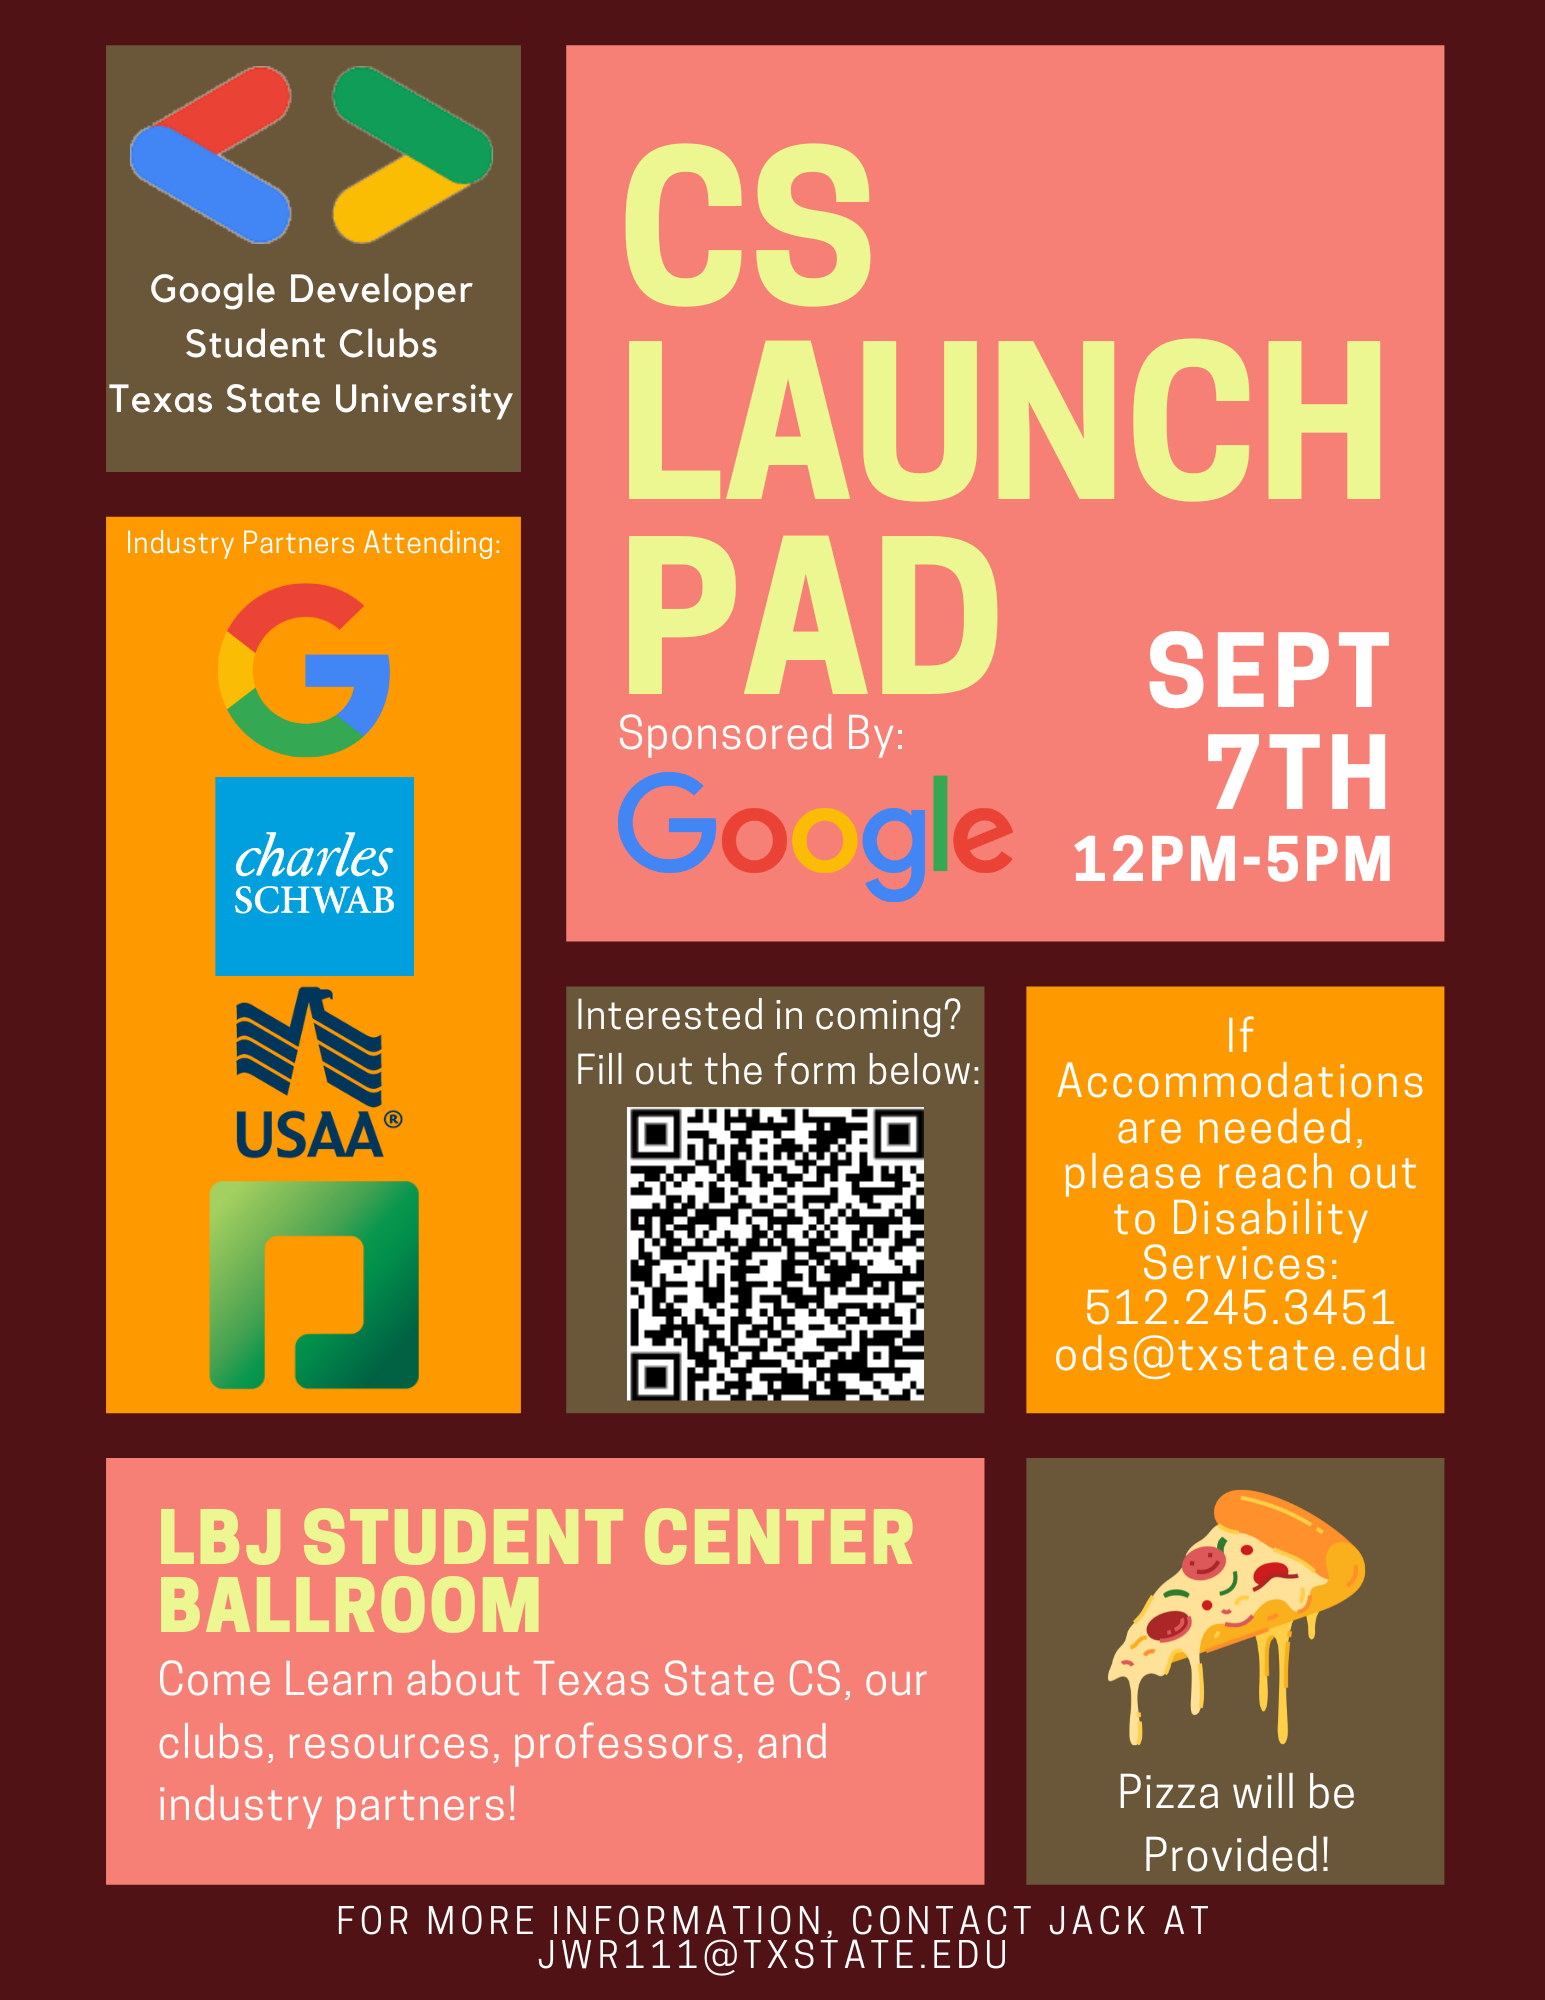 Google Developer
Student Clubs
Texas State University
CS
LAUNCH
PAD
Sponsored By:
Google
SEPT
7TH
12PM-5PM
Industry Partners Attending:
G
charles
SCHWAB
USAA®
Interested in coming?
Fill out the form below:
If
Accommodations
are needed,
please reach out
to Disability
Services:
512.245.3451
ods@txstate.edu
LBJ STUDENT CENTER
BALLROOM
Come Learn about Texas State CS, our
clubs, resources, professors, and
industry partners!
Pizza will be
Provided!
FOR MORE INFORMATION, CONTACT JACK AT
JWR111@TXSTATE.EDU